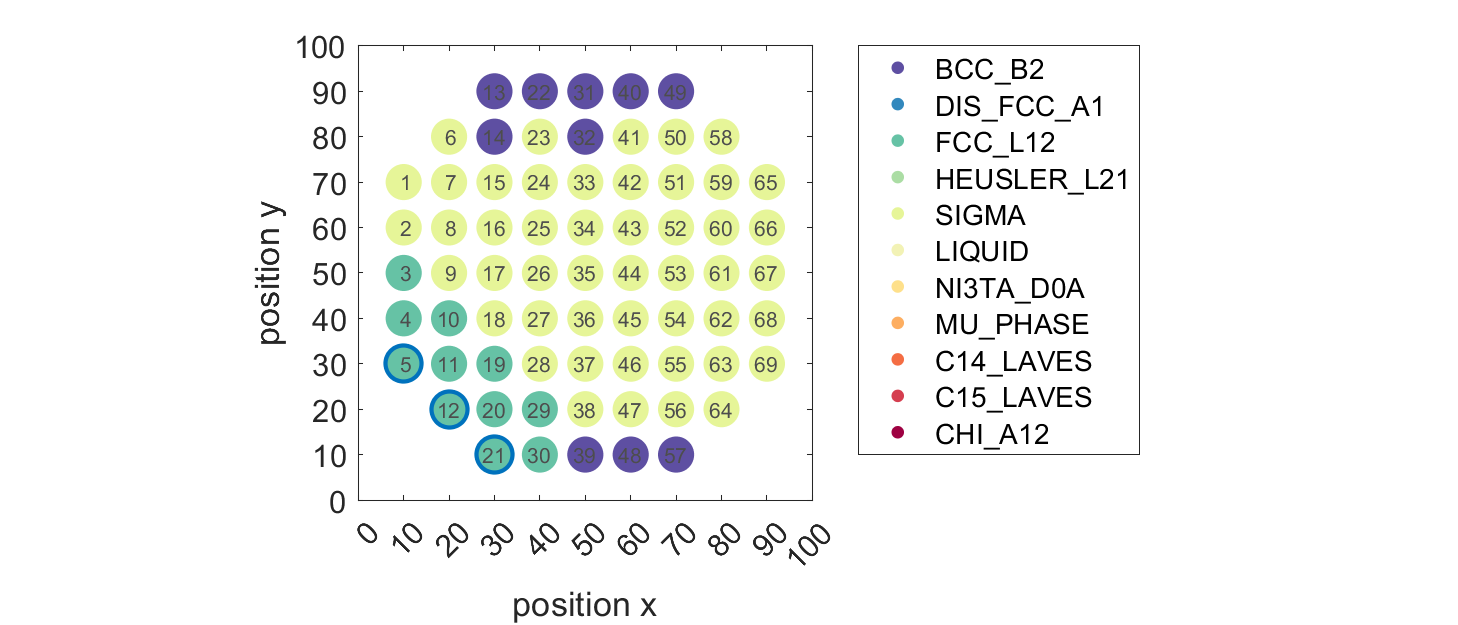 100
90
80
70
60
50
40
30
20
10
0
position y
13 22 31 40 49
6 14 23 32 41 50 58
1 7 15 24 33 42 51 59 65
2 8 16 25 34 43 52 60 66
3 9 17 26 35 44 53 61 67
4 10 18 27 36 45 54 62 68
5 11 19 28 37 46 55 63 69
12 20 29 38 47 56 64
21 30 39 48 57
0 10 20 30 40 50 60 70 80 90 100
position x
BCC_B2
DIS_FCC_A1
FCC_L12
HEUSLER_L21
SIGMA
LIQUID
NI3TA_D0A
MU_PHASE
C14_LAVES
C15_LAVES
CHI_A12